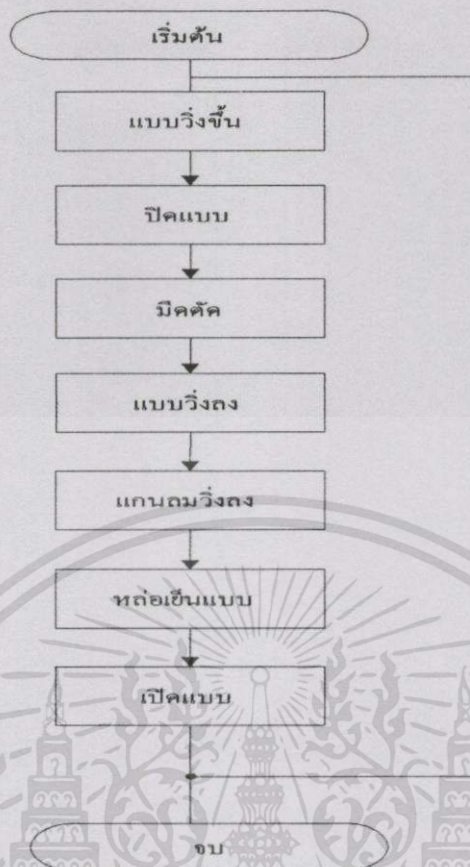 เริ่มต้น
แบบวิ่งขึ้น
ปิดแบบ
มีดตัด
แบบวิ่งลง
แกนลมวิ่งลง
หล่อเย็นแบบ
เปิดแบบ
จบ